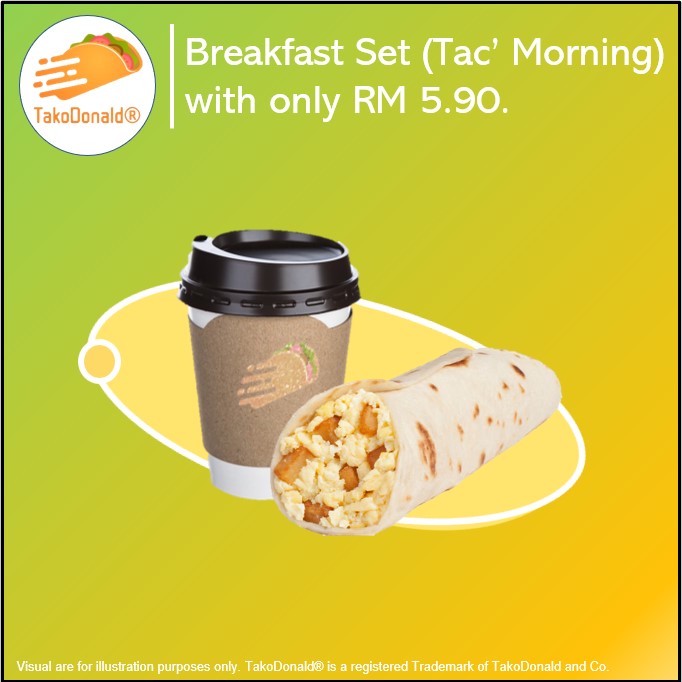 TakoDonald®
Breakfast Set (Tac’ Morning)
with only RM 5.90.
Visual are for illustration purposes only. TakoDonald® is a registered Trademark of TakoDonald and Co.